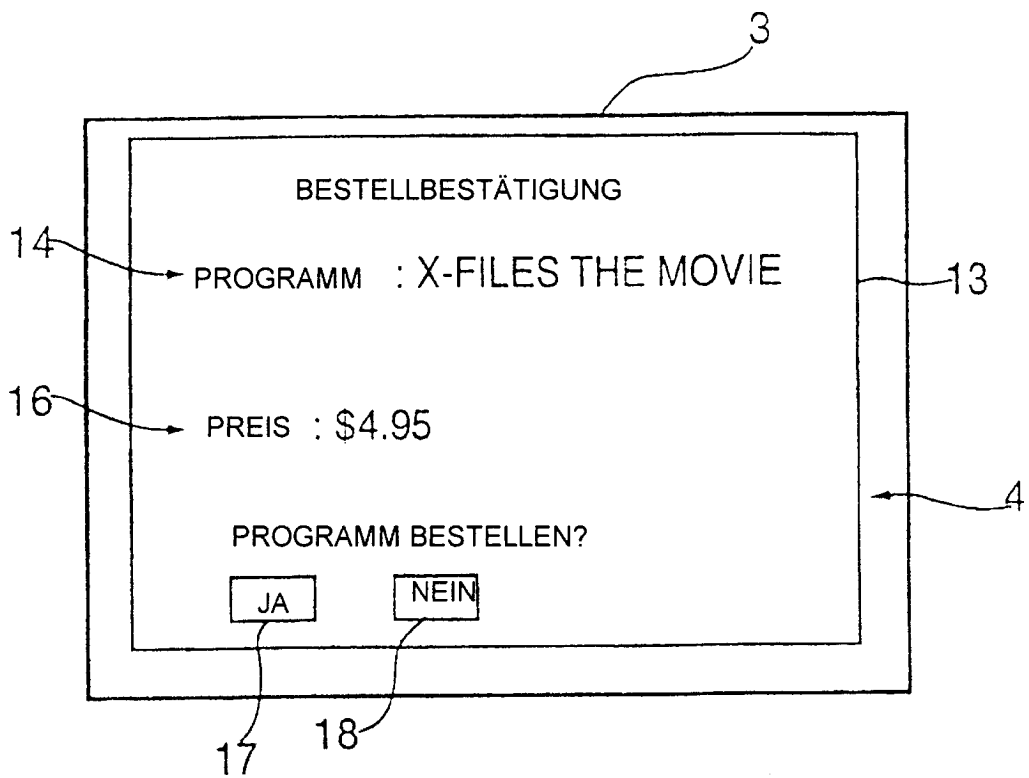 3
BESTELLBESTÄTIGUNG
14
PROGRAMM : X-FILES THE MOVIE
13
16
PREIS : $4.95
4
PROGRAMM BESTELLEN?
JA NEIN
17 18